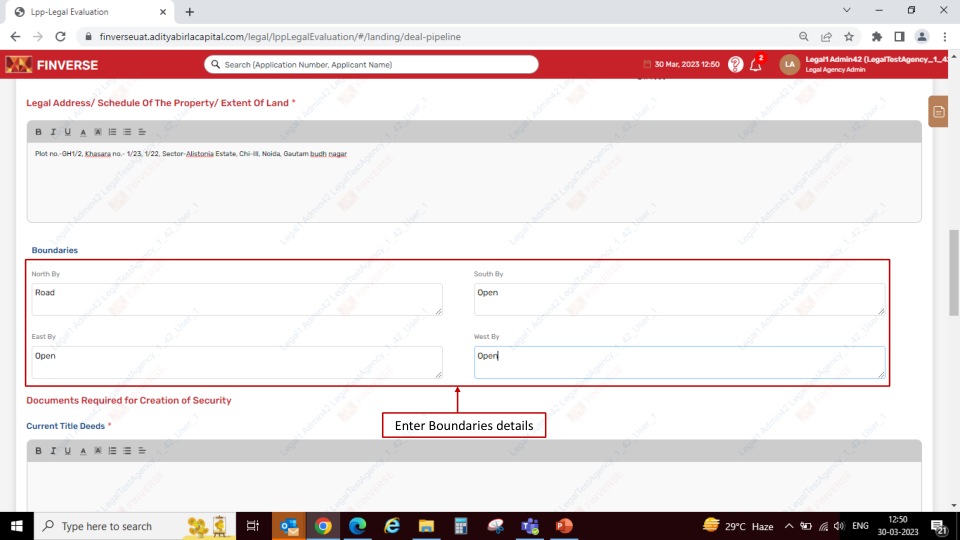 Lpp-Legal Evaluation
finverseuat.adityabirlacapital.com/legal/lppLegalEvaluation/#/landing/deal-pipeline
FINVERSE
Search (Application Number, Applicant Name)
30 Mar, 2023 12:50
2
LA
Legal1 Admin42 (LegalTestAgency_1_4
Legal Agency Admin
Legal Address/ Schedule Of The Property/ Extent Of Land *
B I U A A
Plot no.-GH1/2, Khasara no.- 1/23, 1/22, Sector-Alistonia Estate, Chi-III, Noida, Gautam budh nagar
Boundaries
North By
South By
Road
Open
East By
West By
Open
Open
Enter Boundaries details
Documents Required for Creation of Security
Current Title Deeds *
B I U A A
Type here to search
29°C Haze
ENG
12:50
30-03-2023
21